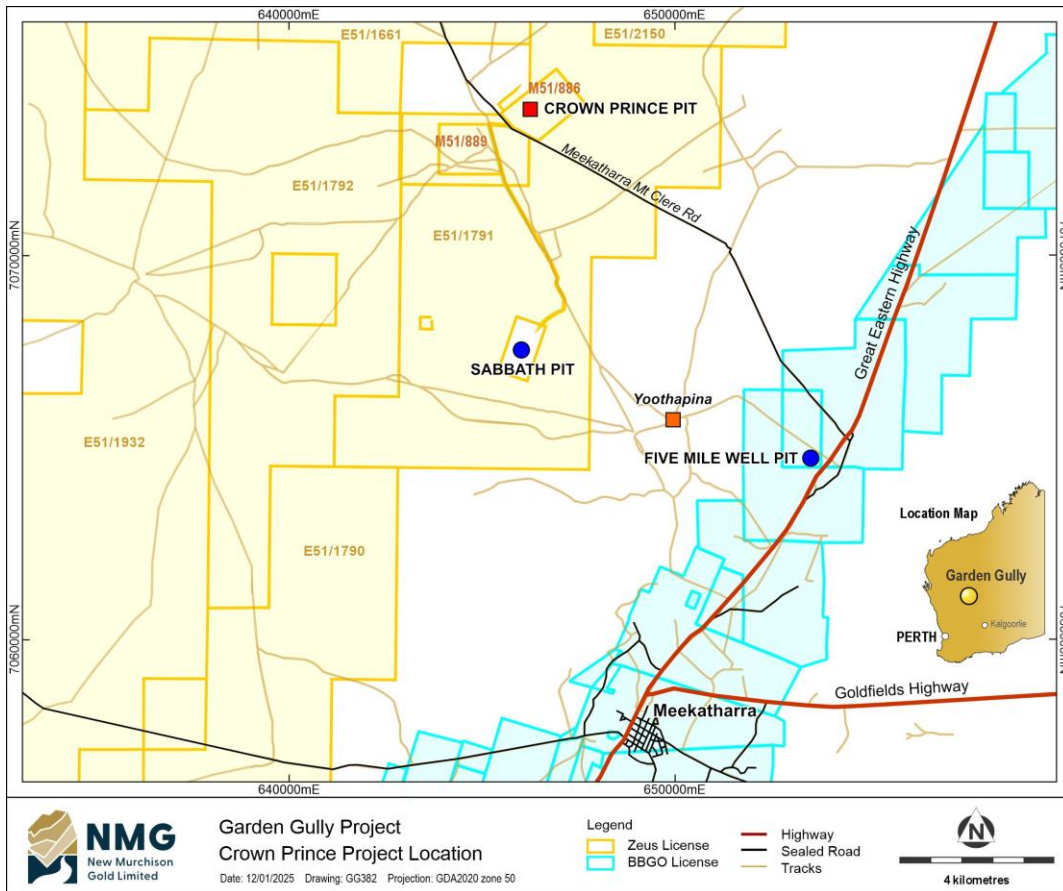 640000mE
650000mE
E51/1661
E51/2150
M51/886
CROWN PRINCE PIT
M51/889
Meekatharra Mt Clere Rd
E51/1792
E51/1791
7070000mN
7070000mN
Great Eastern Highway
SABBATH PIT
Yoothapina
E51/1932
FIVE MILE WELL PIT
Location Map
E51/1790
Garden Gully
Kalgoorlie
PERTH
7060000mN
7060000mN
Goldfields Highway
Meekatharra
640000mE
650000mE
NMG
New Murchison
Gold Limited
Garden Gully Project
Crown Prince Project Location
Date: 12/01/2025 Drawing: GG382 Projection: GDA2020 zone 50
Legend
Zeus License
BBGO License
Highway
Sealed Road
Tracks
N
4 kilometres